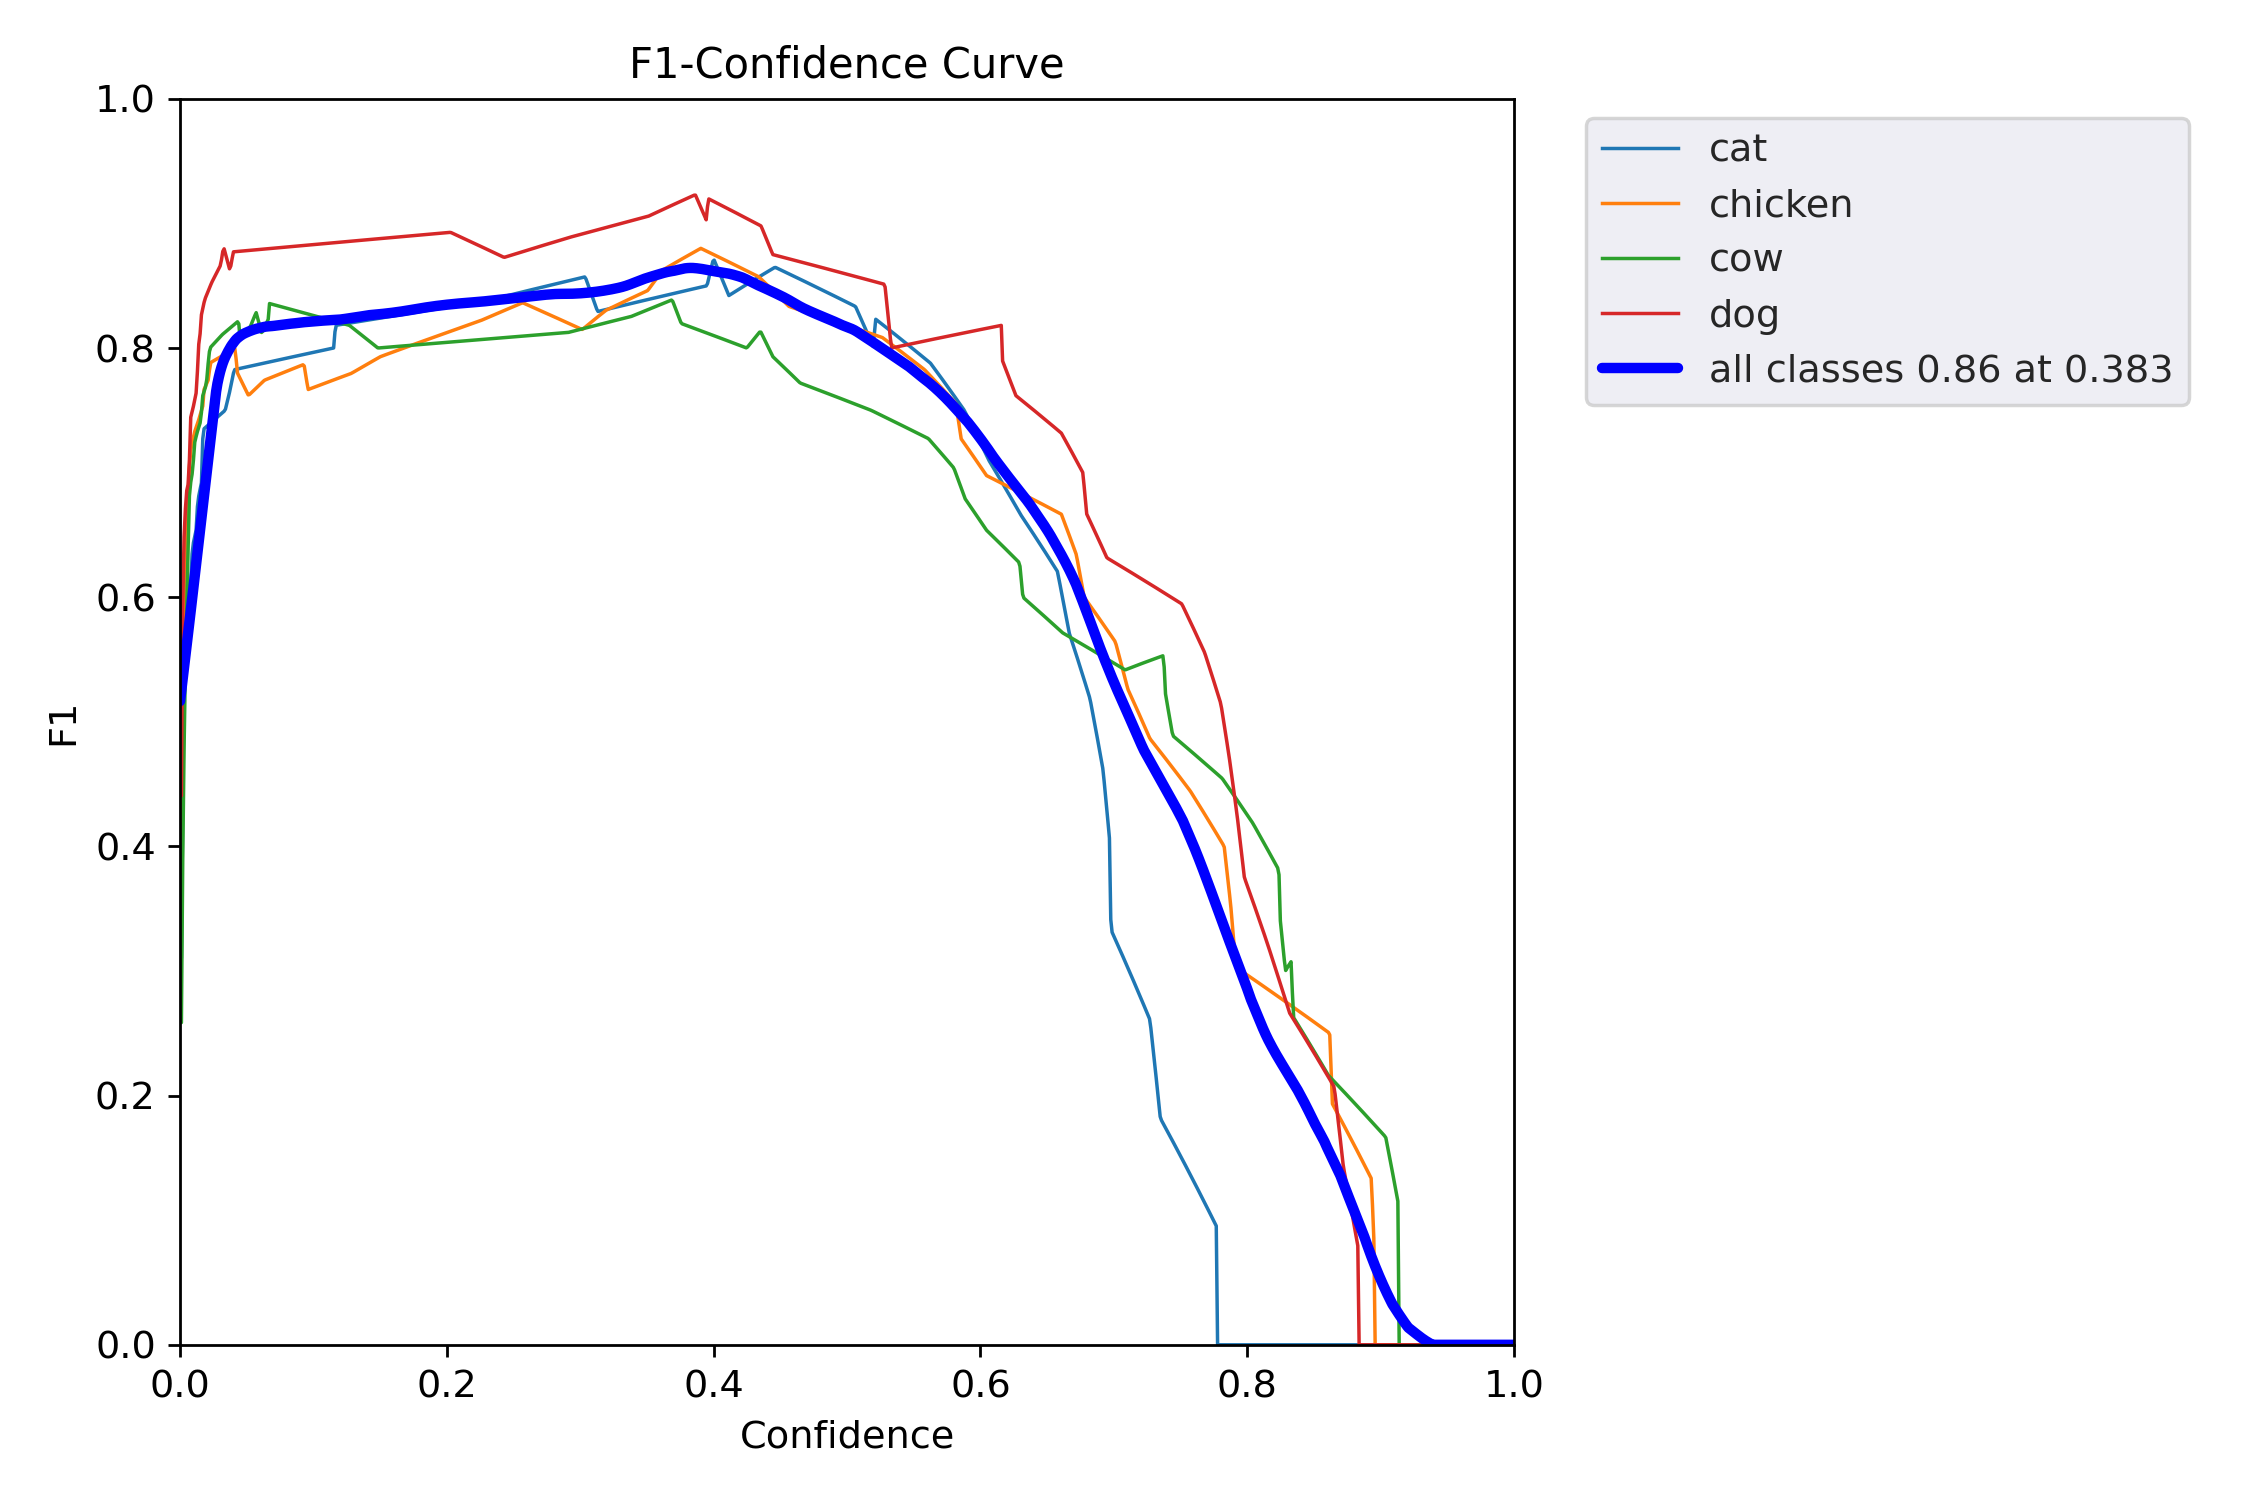 F1-Confidence Curve
1.0
0.8
0.6
0.4
0.2
0.0
F1
0.0 0.2 0.4 0.6 0.8 1.0
Confidence
cat
chicken
cow
dog
all classes 0.86 at 0.383